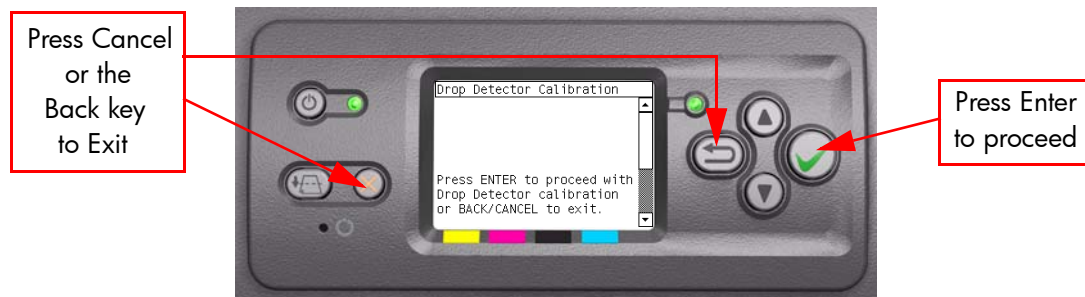 Press Cancel
or the
Back key
to Exit
Drop Detector Calibration
Press ENTER to proceed with
Drop Detector calibration
or BACK/CANCEL to exit.
Press Enter
to proceed